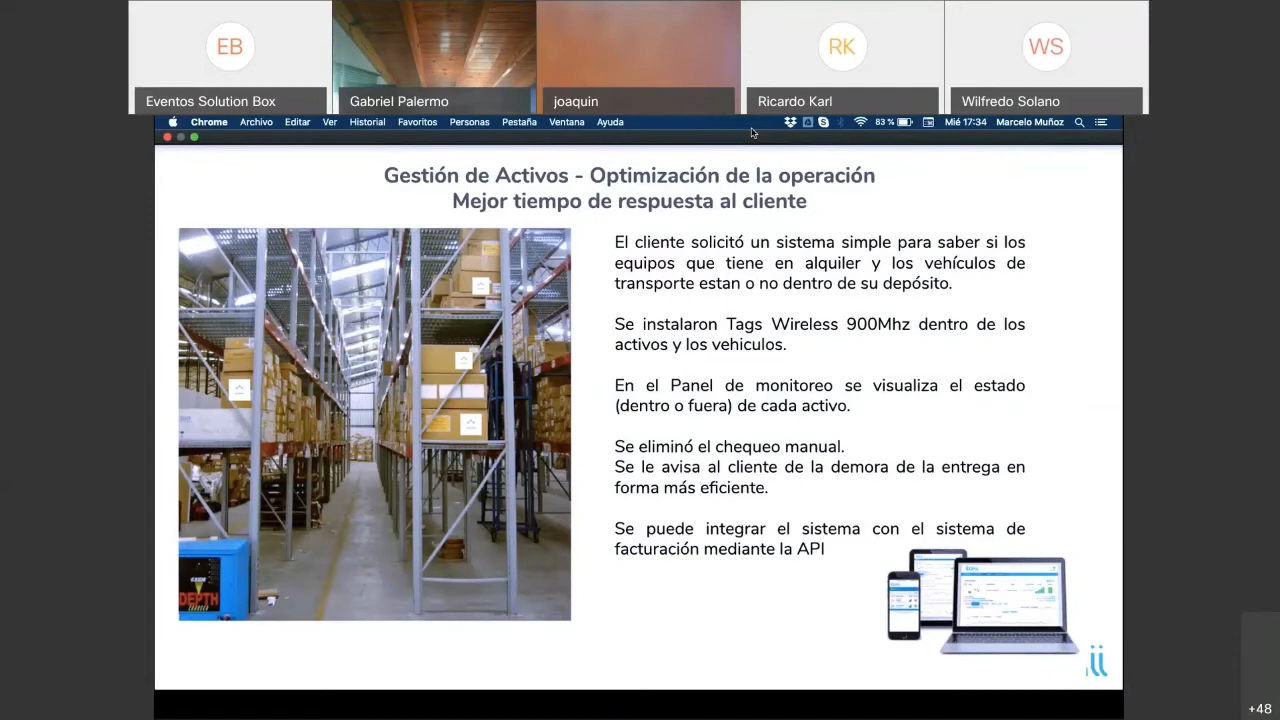 EB
RK
WS
Eventos Solution Box
Gabriel Palermo
joaquin
Ricardo Karl
Wilfredo Solano
Chrome Archivo Editar Ver Historial Favoritos Personas Pestaña Ventana Ayuda 83 % Mié 17:34 Marcelo Muñoz
Gestión de Activos - Optimización de la operación
Mejor tiempo de respuesta al cliente
El cliente solicitó un sistema simple para saber si los
equipos que tiene en alquiler y los vehículos de
transporte estan o no dentro de su depósito.
Se instalaron Tags Wireless 900Mhz dentro de los
activos y los vehiculos.
En el Panel de monitoreo se visualiza el estado
(dentro o fuera) de cada activo.
Se eliminó el chequeo manual.
Se le avisa al cliente de la demora de la entrega en
forma más eficiente.
Se puede integrar el sistema con el sistema de
facturación mediante la API
DEPTH
+48